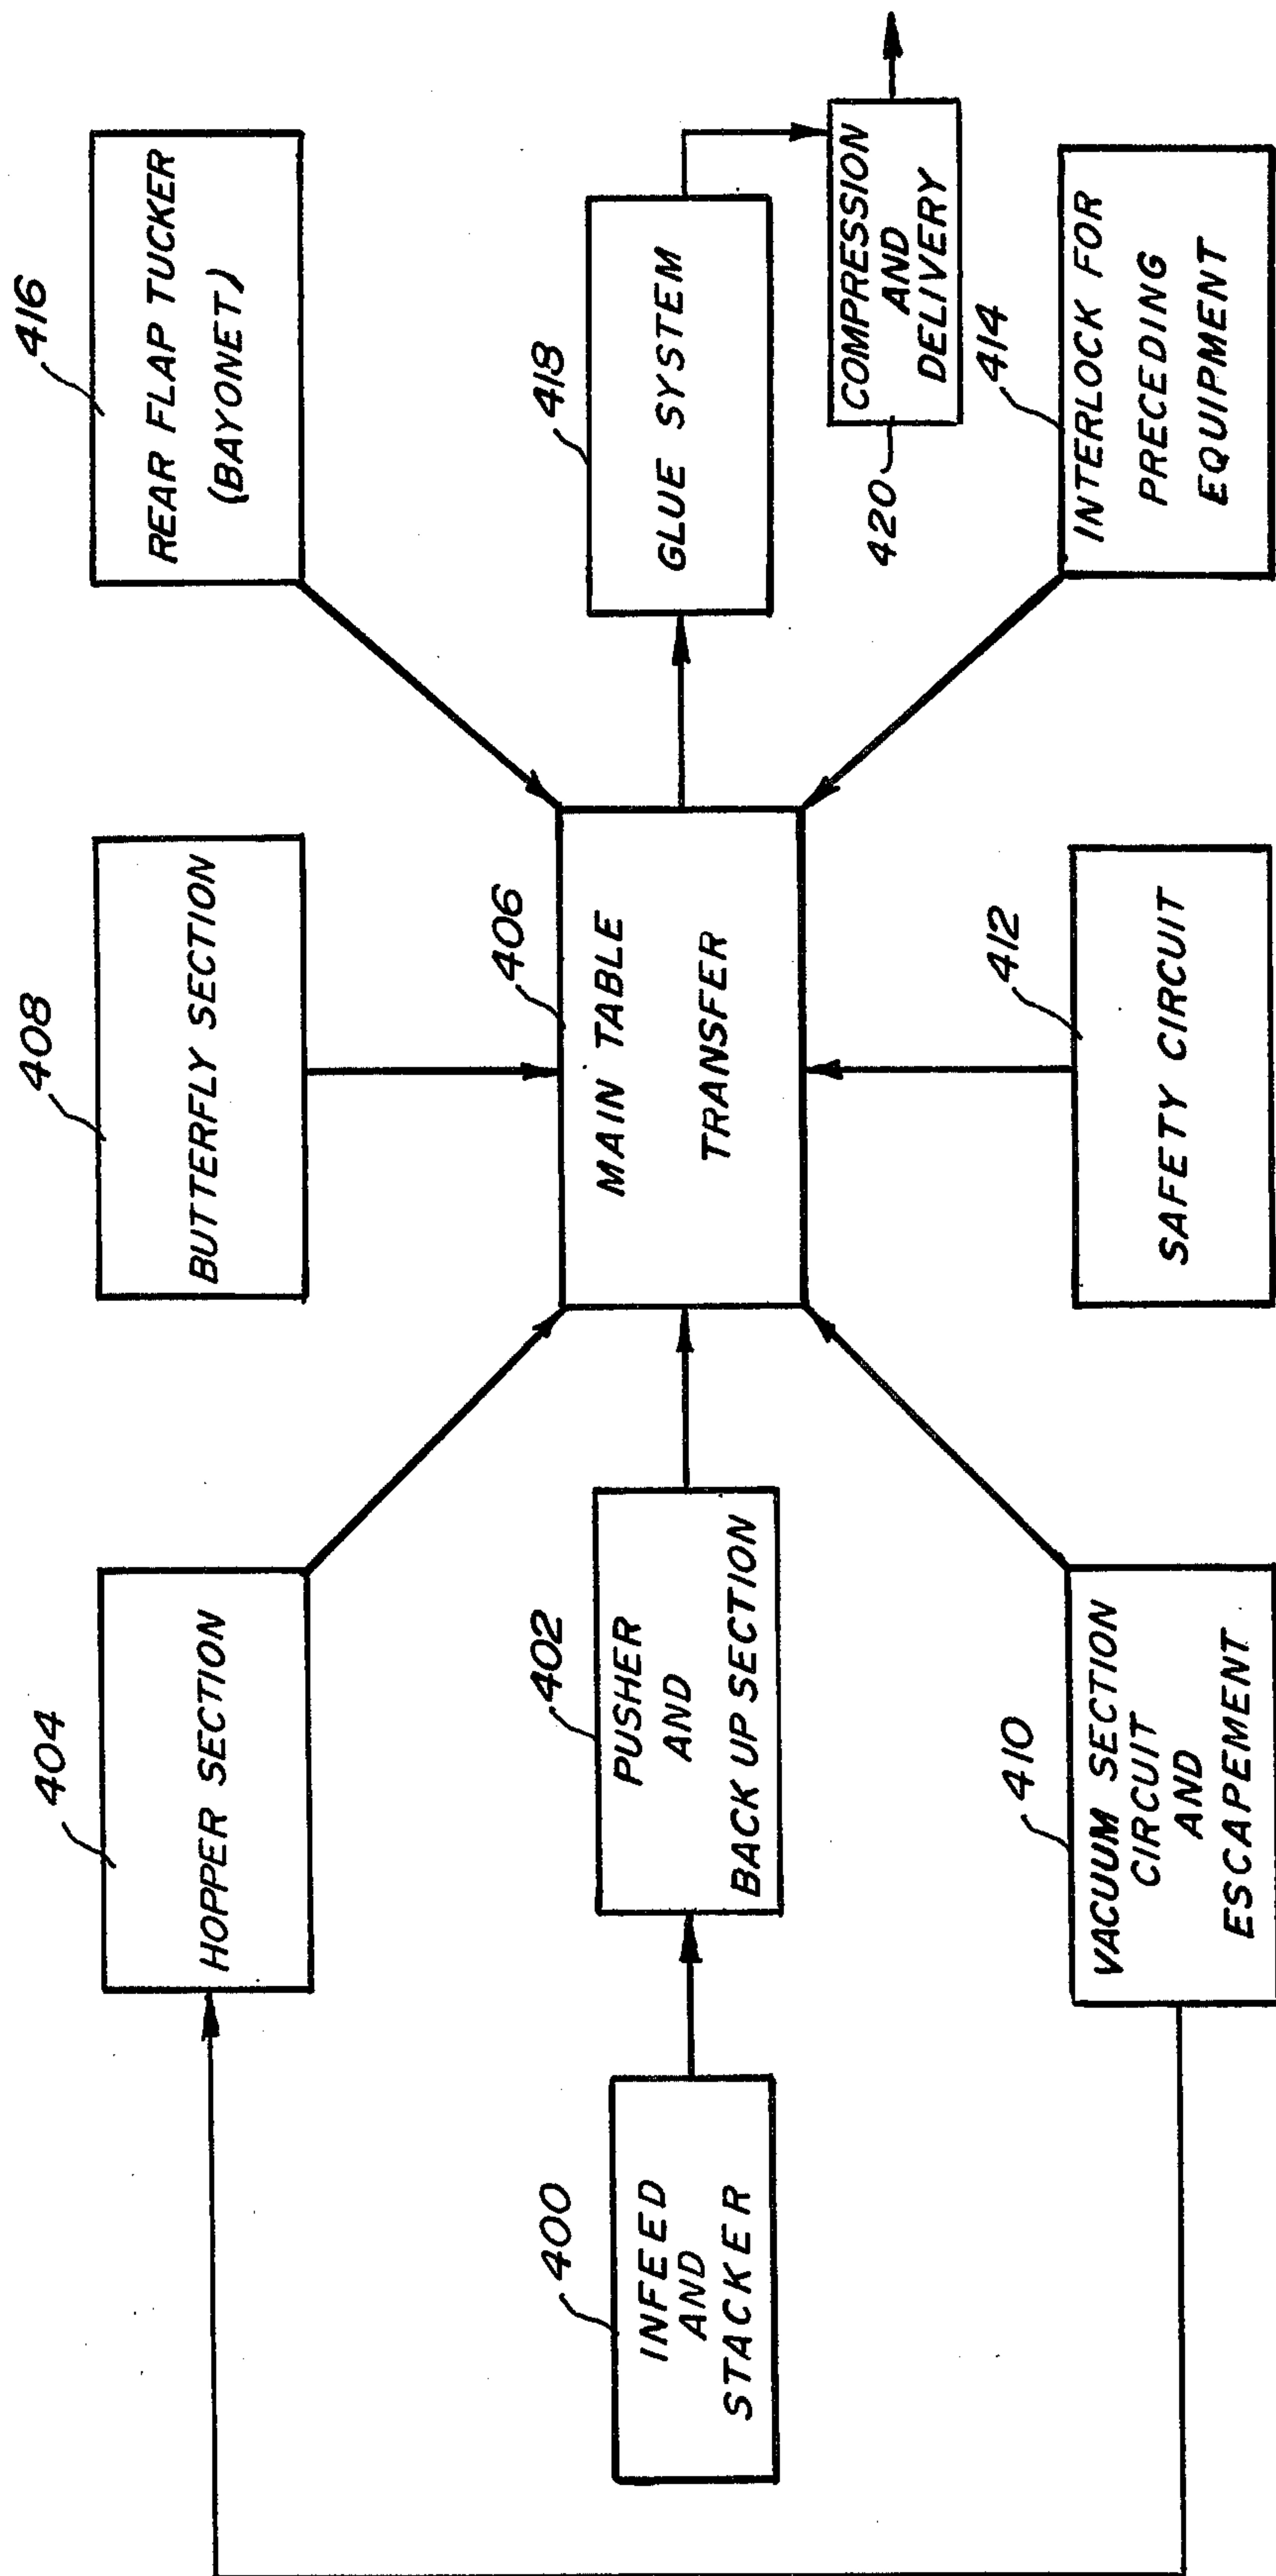 404
HOPPER SECTION
408
BUTTERFLY SECTION
416
REAR FLAP TUCKER
(BAYONET)
400
INFEED
AND
STACKER
402
PUSHER
AND
BACK UP SECTION
406
MAIN TABLE
TRANSFER
418
GLUE SYSTEM
COMPRESSION
AND
DELIVERY
420
410
VACUUM SECTION
CIRCUIT
AND
ESCAPEMENT
412
SAFETY CIRCUIT
414
INTERLOCK FOR
PRECEDING
EQUIPMENT